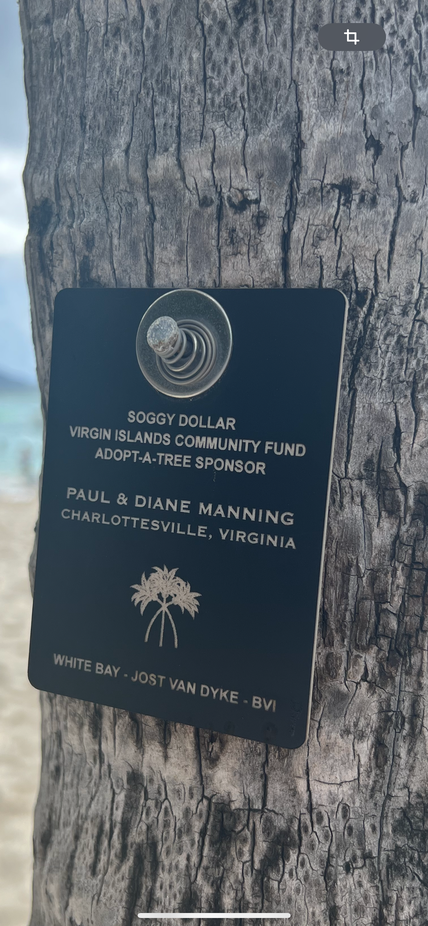 SOGGY DOLLAR
VIRGIN ISLANDS COMMUNITY FUND
ADOPT-A-TREE SPONSOR
PAUL & DIANE MANNING
CHARLOTTESVILLE, VIRGINIA
WHITE BAY - JOST VAN DYKE - BVI